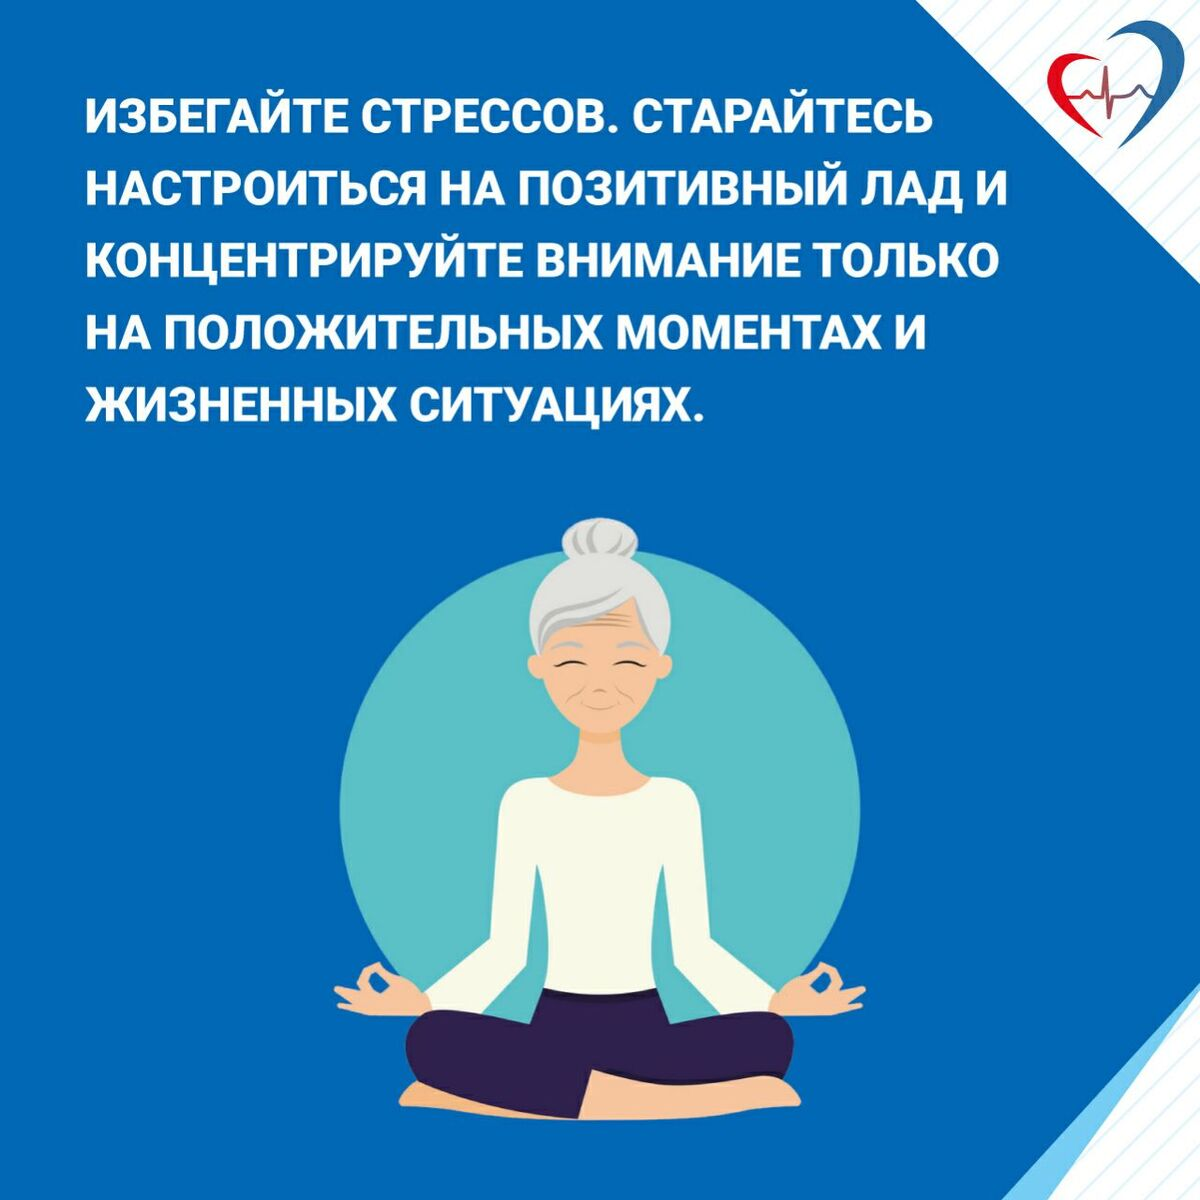 ИЗБЕГАЙТЕ СТРЕССОВ. СТАРАЙТЕСЬ
НАСТРОИТЬСЯ НА ПОЗИТИВНЫЙ ЛАД И
КОНЦЕНТРИРУЙТЕ ВНИМАНИЕ ТОЛЬКО
НА ПОЛОЖИТЕЛЬНЫХ МОМЕНТАХ И
ЖИЗНЕННЫХ СИТУАЦИЯХ.